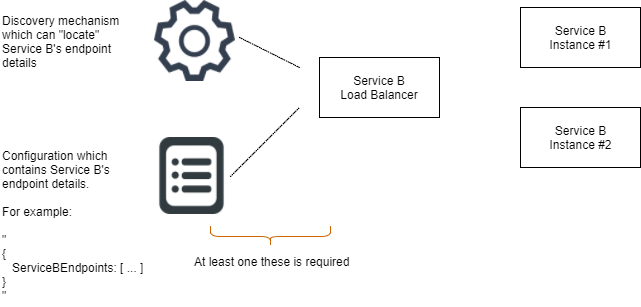 Discovery mechanism
which can "locate"
Service B's endpoint
details
Service B
Load Balancer
Service B
Instance #1
Service B
Instance #2
Configuration which
contains Service B's
endpoint details.
For example:
"
{
ServiceBEndpoints: [ ... ]
}
"
At least one these is required